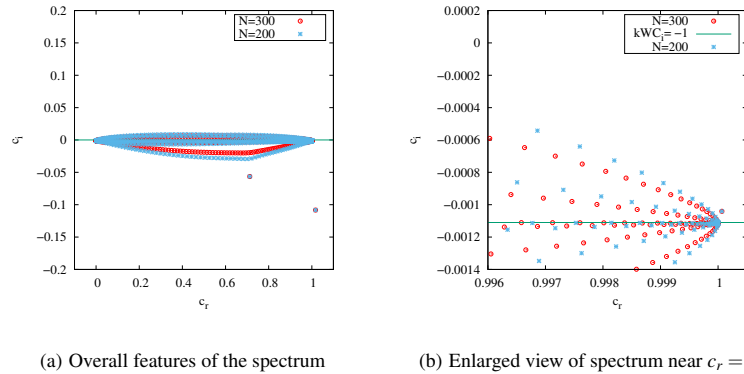 0.2
0.15
0.1
0.05
0
−0.05
−0.1
−0.15
−0.2
c_i
N=300
N=200
0 0.2 0.4 0.6 0.8 1
c_r
0.0002
0
−0.0002
−0.0004
−0.0006
−0.0008
−0.001
−0.0012
−0.0014
c_i
N=300
kWC_i= −1
N=200
0.996 0.997 0.998 0.999 1
c_r
(a) Overall features of the spectrum
(b) Enlarged view of spectrum near c_r =